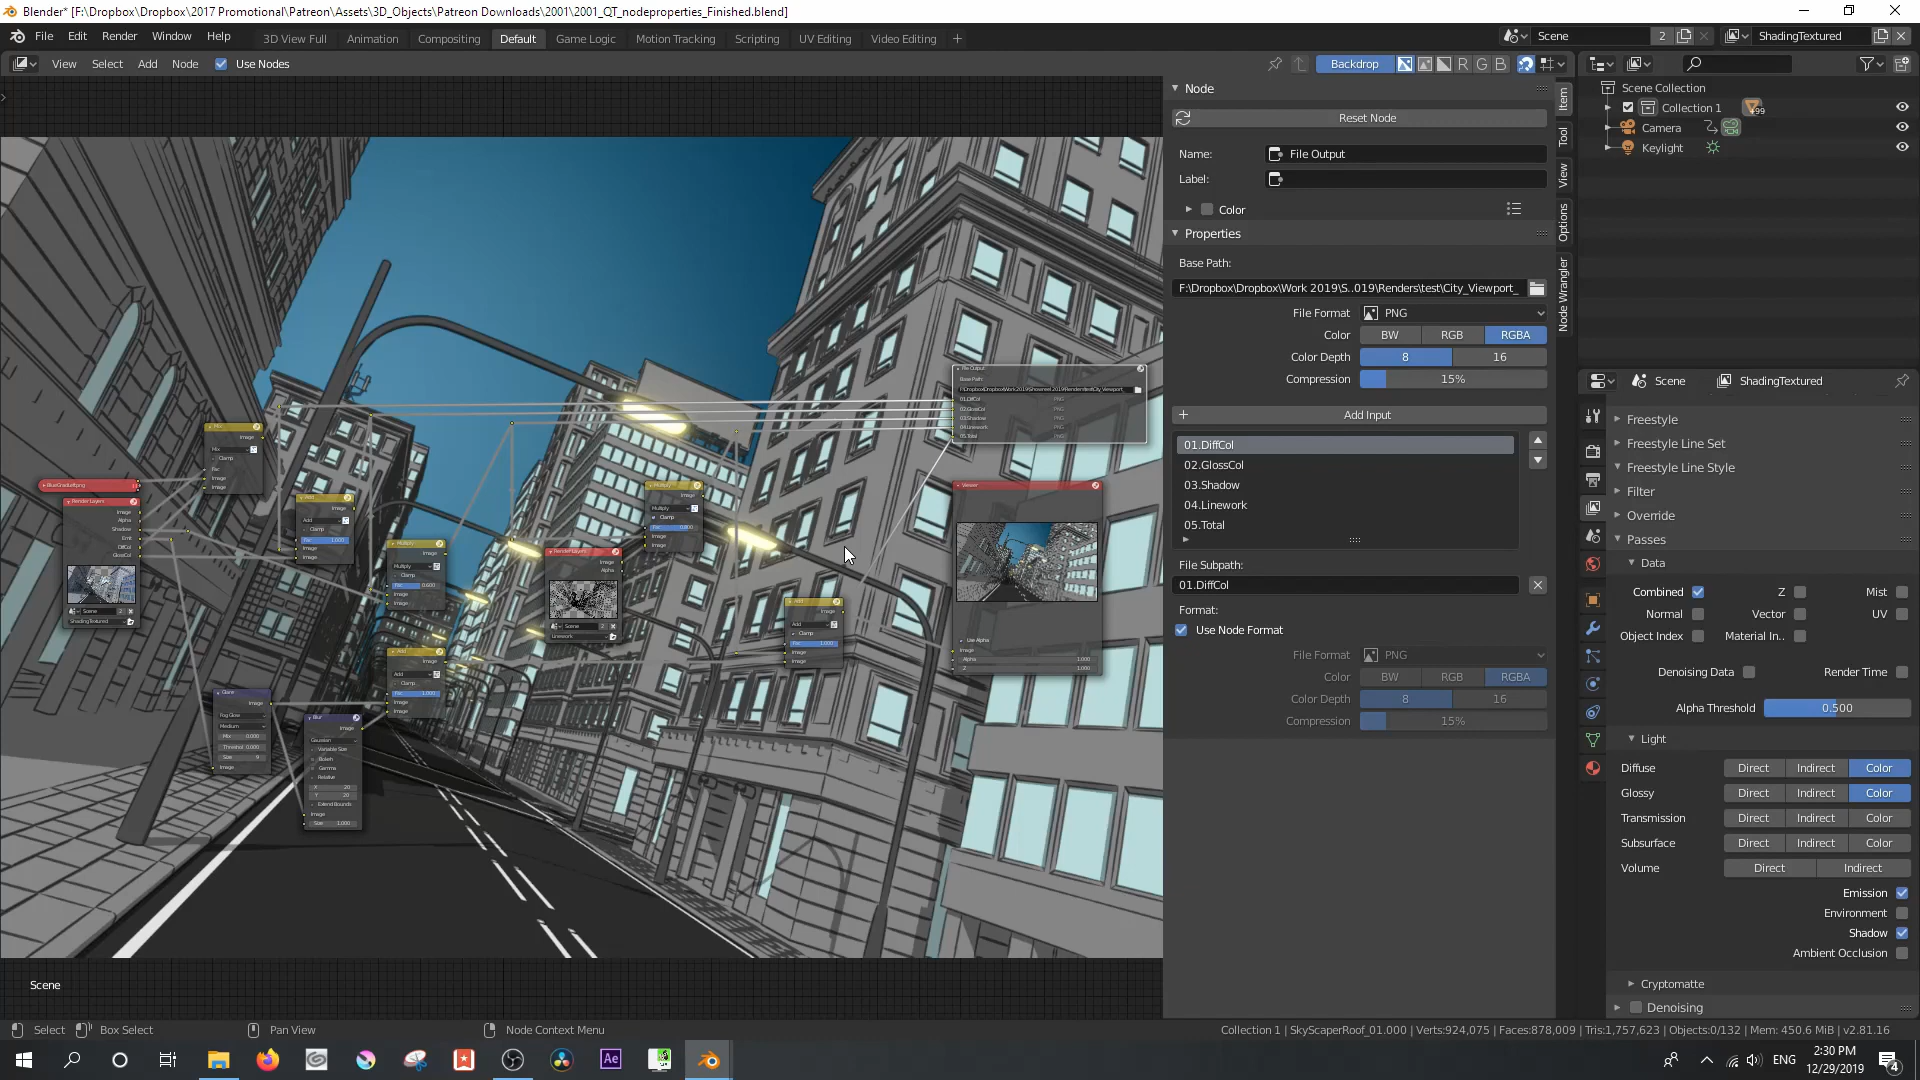 Blender* [F:\Dropbox\Dropbox\2017 Promotional\Patreon\Assets\3D_Objects\Patreon Downloads\2001\2001_QT_nodeproperties_Finished.blend]
File Edit Render Window Help 3D View Full Animation Compositing Default Game Logic Motion Tracking Scripting UV Editing Video Editing + Scene 2 ShadingTextured
View Select Add Node Use Nodes Backdrop R G B
Node
Reset Node
Name: File Output
Label:
Color
Properties
Base Path:
F:\Dropbox\Dropbox\Work 2019\S..019\Renders\test\City_Viewport_
File Format PNG
Color BW RGB RGBA
Color Depth 8 16
Compression 15%
Add Input
01.DiffCol
02.GlossCol
03.Shadow
04.Linework
05.Total
File Subpath:
01.DiffCol
Format:
Use Node Format
File Format PNG
Color BW RGB RGBA
Color Depth 8 16
Compression 15%
Item
Tool
View
Options
Node Wrangler
Scene Collection
Collection 1
Camera
Keylight
Scene ShadingTextured
Freestyle
Freestyle Line Set
Freestyle Line Style
Filter
Override
Passes
Data
Combined Z Mist
Normal Vector UV
Object Index Material In..
Denoising Data Render Time
Alpha Threshold 0.500
Light
Diffuse Direct Indirect Color
Glossy Direct Indirect Color
Transmission Direct Indirect Color
Subsurface Direct Indirect Color
Volume Direct Indirect
Emission
Environment
Shadow
Ambient Occlusion
Cryptomatte
Denoising
Scene
Select Box Select Pan View Node Context Menu
Collection 1 | SkyScaperRoof_01.000 | Verts:924,075 | Faces:878,009 | Tris:1,757,623 | Objects:0/132 | Mem: 450.6 MiB | v2.81.16
Ae ENG
2:30 PM
12/29/2019
4